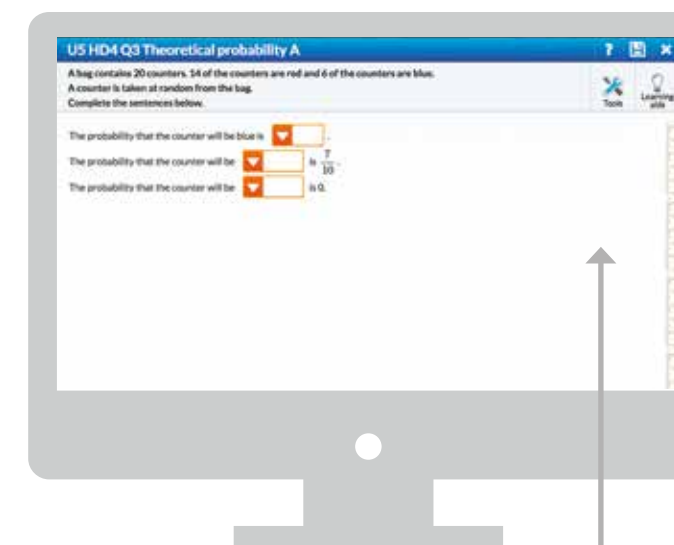 U5 HD4 Q3 Theoretical probability A ?
A bag contains 20 counters. 14 of the counters are red and 6 of the counters are blue.
A counter is taken at random from the bag.
Complete the sentences below.
Tools Learning aids
The probability that the counter will be blue is .
The probability that the counter will be is 7/10.
The probability that the counter will be is 0.